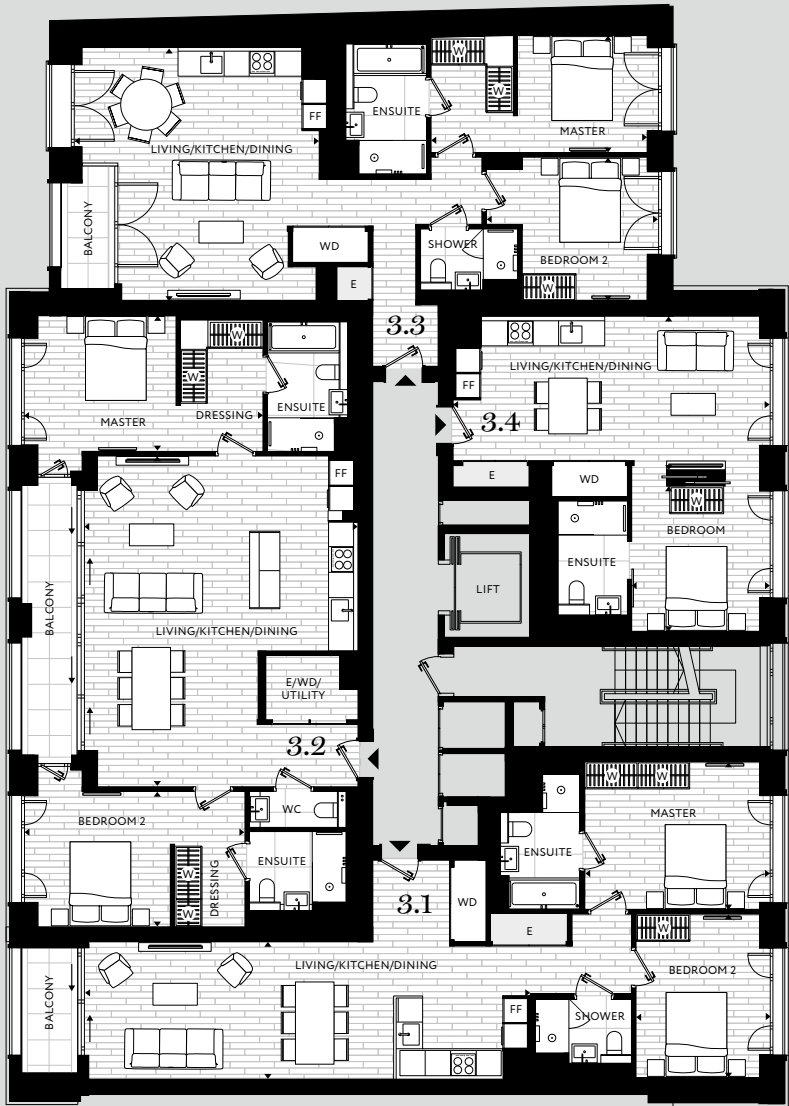 W
W
ENSUITE
MASTER
FF
LIVING/KITCHEN/DINING
BALCONY
WD
E
SHOWER
BEDROOM 2
W
3.3
W
W
MASTER
DRESSING
ENSUITE
LIVING/KITCHEN/DINING
FF
3.4
E
WD
W
BEDROOM
ENSUITE
LIFT
FF
BALCONY
LIVING/KITCHEN/DINING
E/WD/
UTILITY
3.2
BEDROOM 2
WC
ENSUITE
W
W
DRESSING
W
W
MASTER
ENSUITE
3.1
WD
E
W
BEDROOM 2
LIVING/KITCHEN/DINING
BALCONY
FF
SHOWER